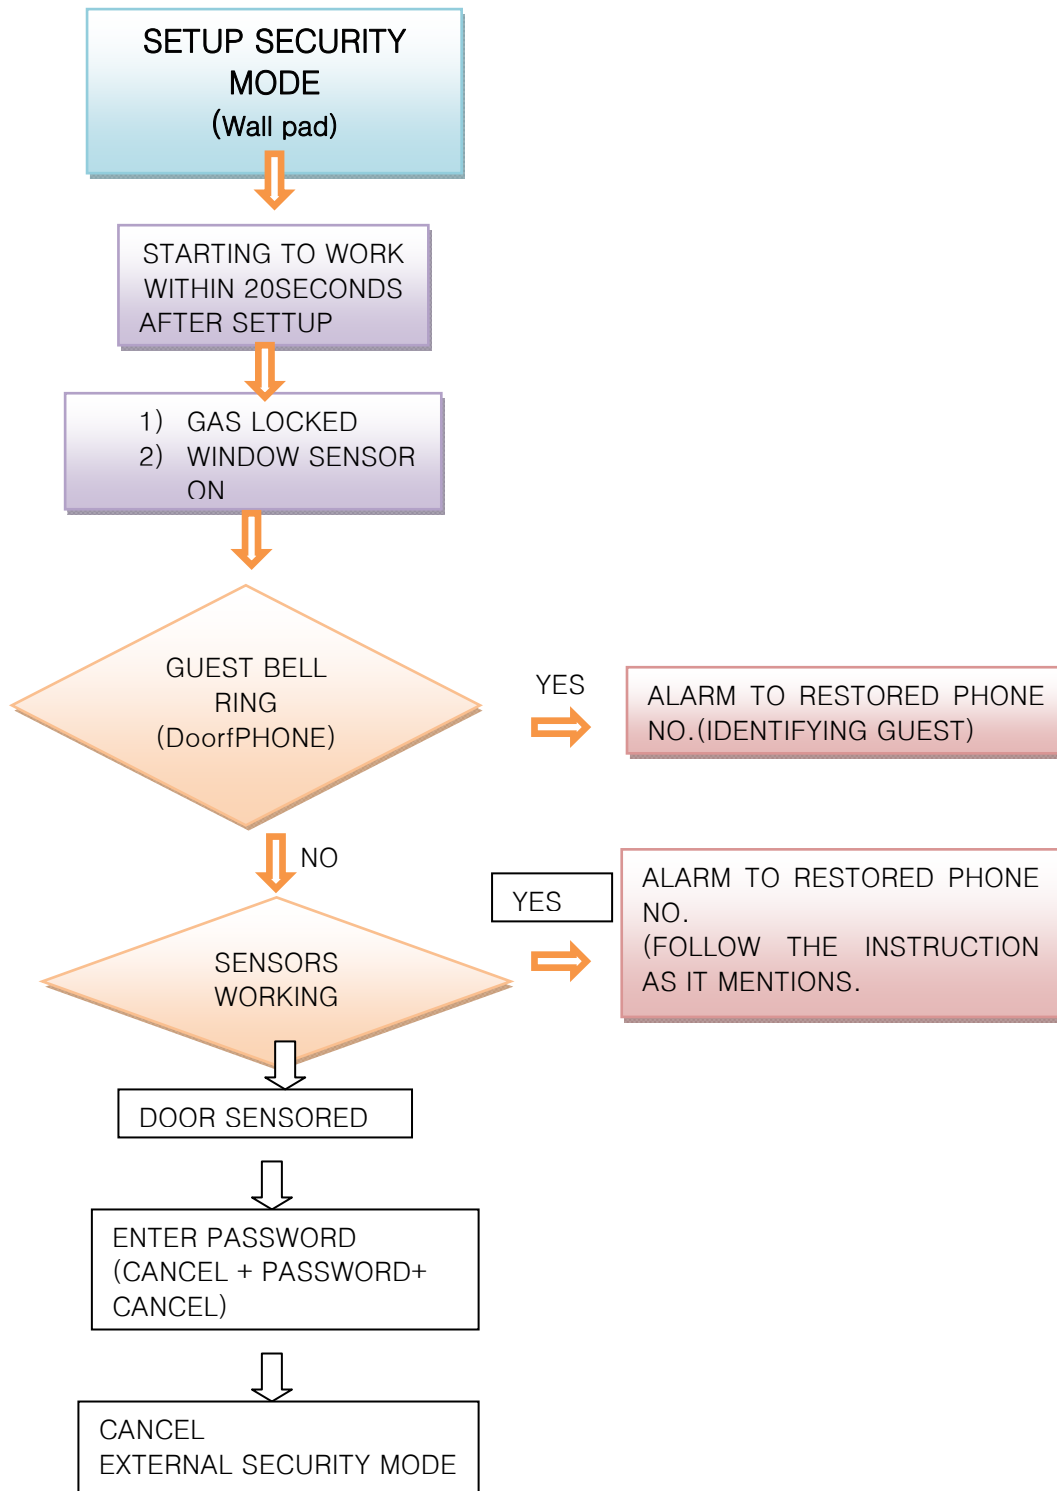 SETUP SECURITY
MODE
(Wall pad)
STARTING TO WORK
WITHIN 20SECONDS
AFTER SETTUP
1) GAS LOCKED
2) WINDOW SENSOR
ON
GUEST BELL
RING
(DoorfPHONE)
YES
ALARM TO RESTORED PHONE
NO.(IDENTIFYING GUEST)
NO
YES
ALARM TO RESTORED PHONE
NO.
(FOLLOW THE INSTRUCTION
AS IT MENTIONS.
SENSORS
WORKING
DOOR SENSORED
ENTER PASSWORD
(CANCEL + PASSWORD+
CANCEL)
CANCEL
EXTERNAL SECURITY MODE